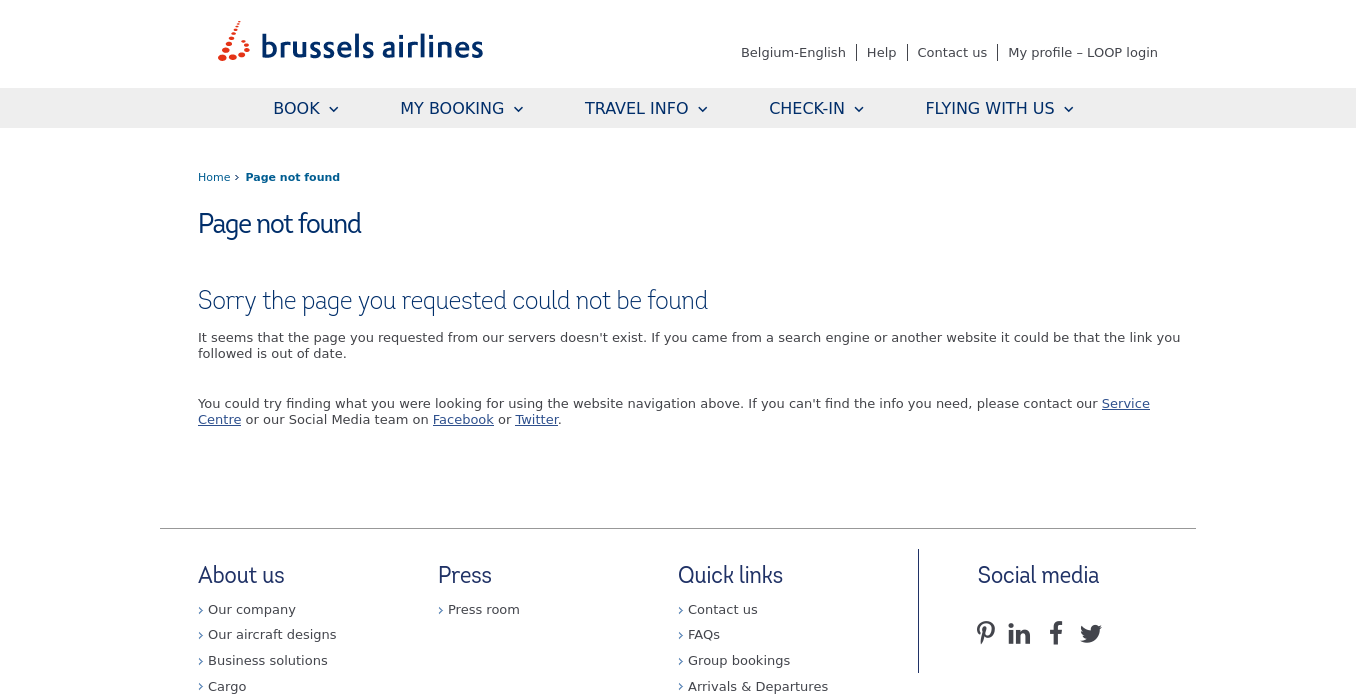 brussels airlines
Belgium-English
Help
Contact us
My profile – LOOP login
BOOK
MY BOOKING
TRAVEL INFO
CHECK-IN
FLYING WITH US
Home › Page not found
Page not found
Sorry the page you requested could not be found
It seems that the page you requested from our servers doesn't exist. If you came from a search engine or another website it could be that the link you
followed is out of date.
You could try finding what you were looking for using the website navigation above. If you can't find the info you need, please contact our Service
Centre or our Social Media team on Facebook or Twitter.
About us
Our company
Our aircraft designs
Business solutions
Cargo
Press
Press room
Quick links
Contact us
FAQs
Group bookings
Arrivals & Departures
Social media